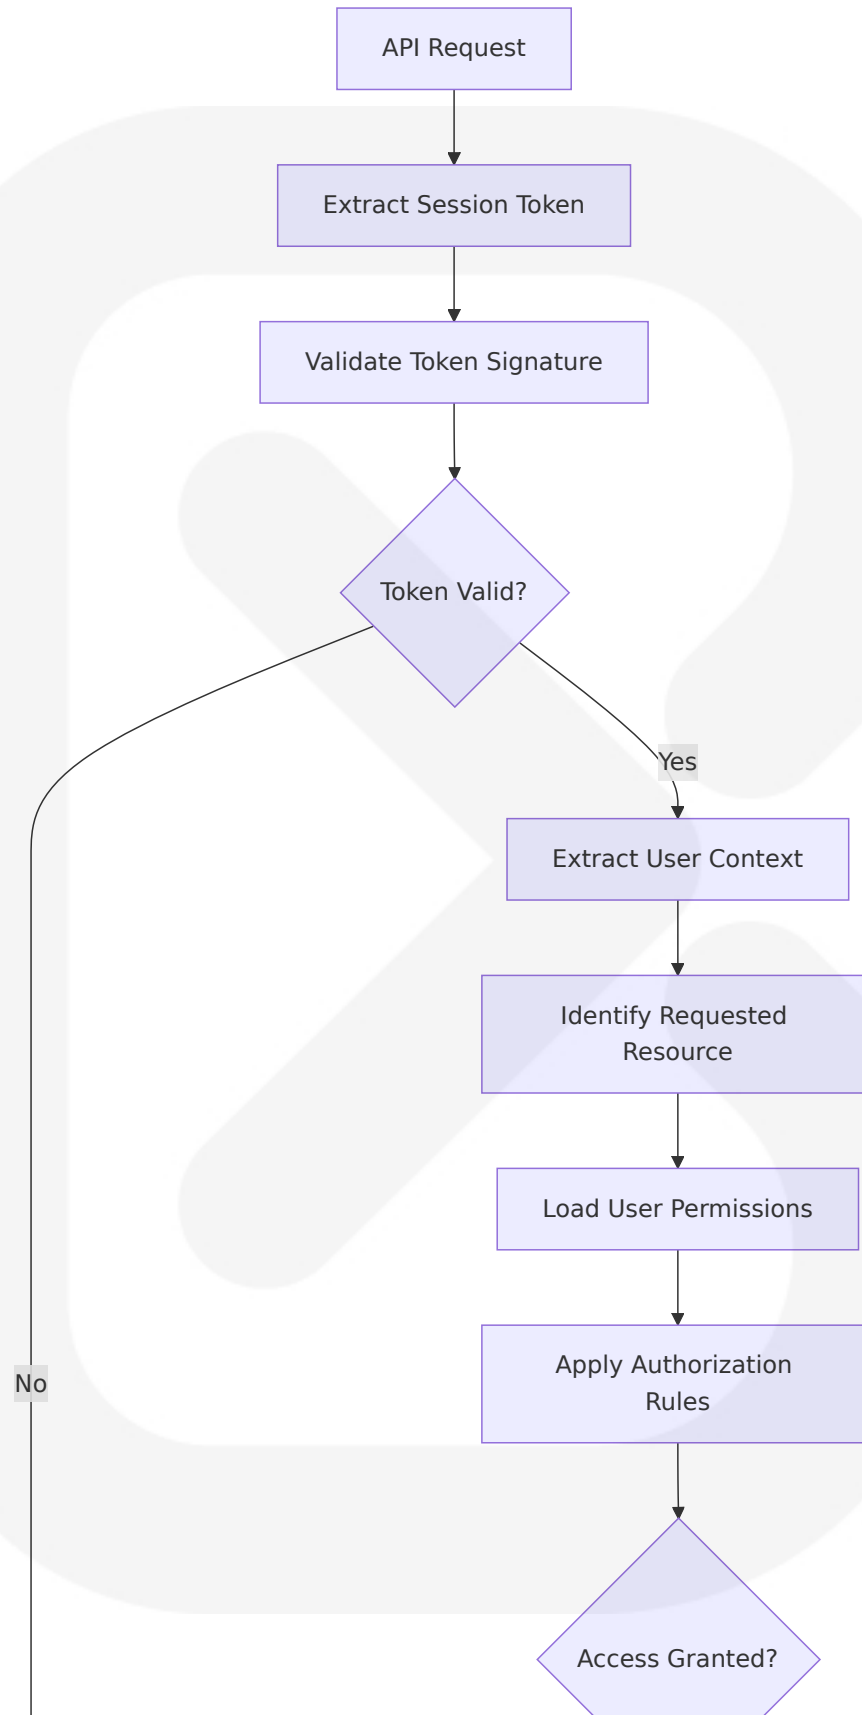 API Request
Extract Session Token
Validate Token Signature
Token Valid?
Yes
Extract User Context
Identify Requested
Resource
Load User Permissions
Apply Authorization
Rules
No
Access Granted?